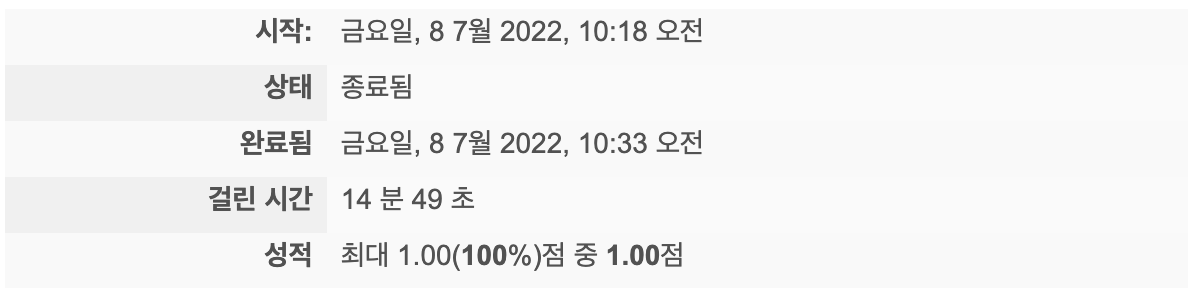 시작: 금요일, 8 7월 2022, 10:18 오전
상태 종료됨
완료됨 금요일, 8 7월 2022, 10:33 오전
걸린 시간 14 분 49 초
성적 최대 1.00(100%)점 중 1.00점